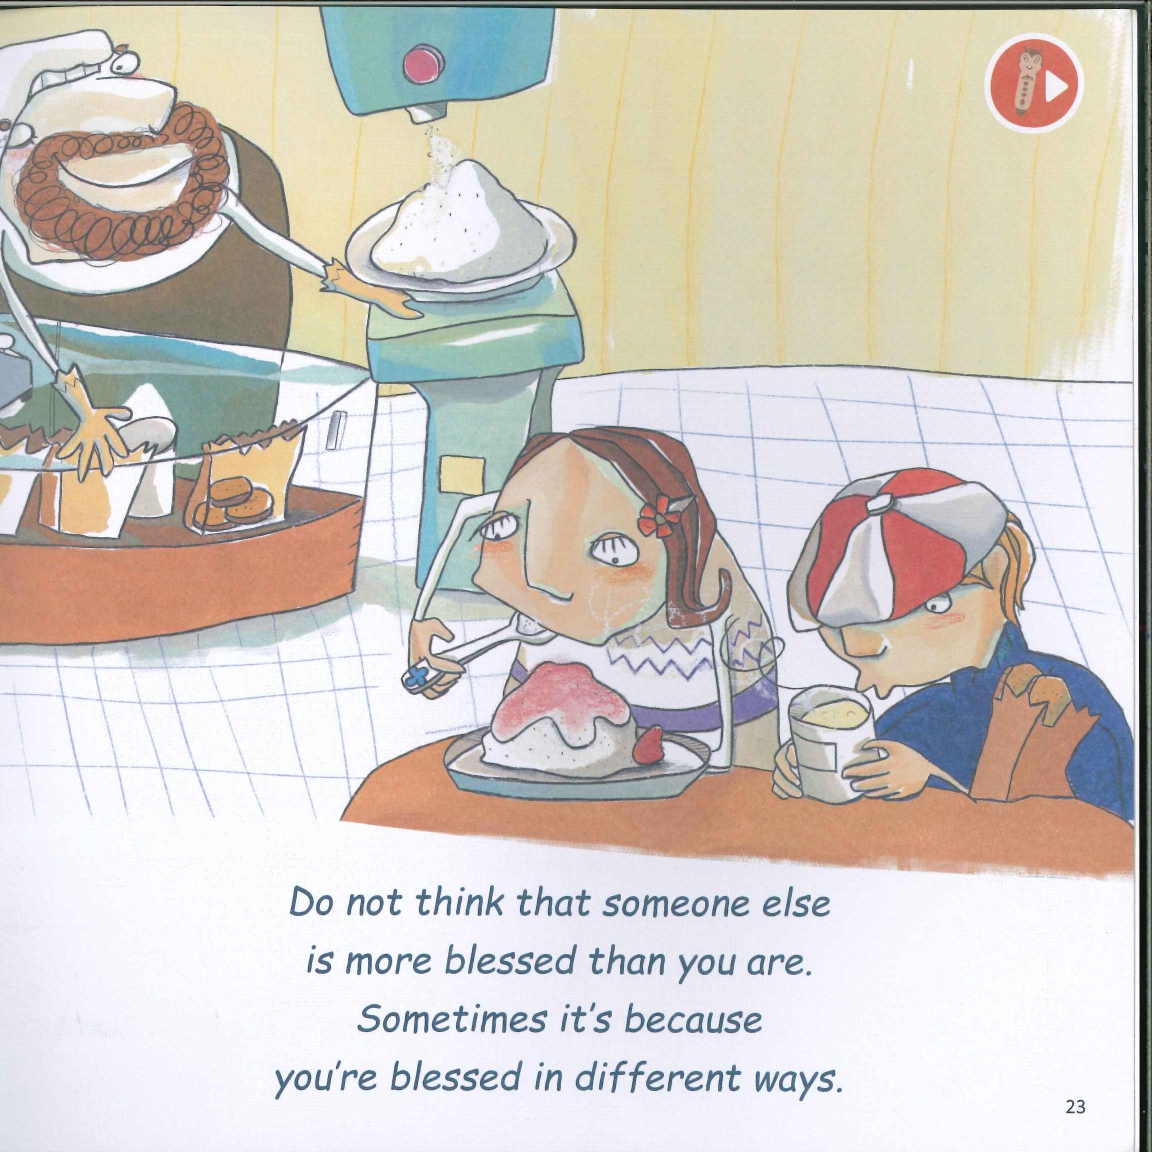 Do not think that someone else
is more blessed than you are.
Sometimes it's because
you're blessed in different ways.
23